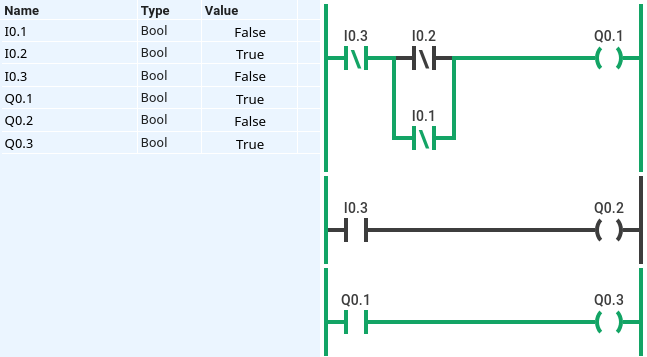 Name Type Value
I0.1 Bool False
I0.2 Bool True
I0.3 Bool False
Q0.1 Bool True
Q0.2 Bool False
Q0.3 Bool True
I0.3 I0.2 Q0.1
I0.1
I0.3 Q0.2
Q0.1 Q0.3